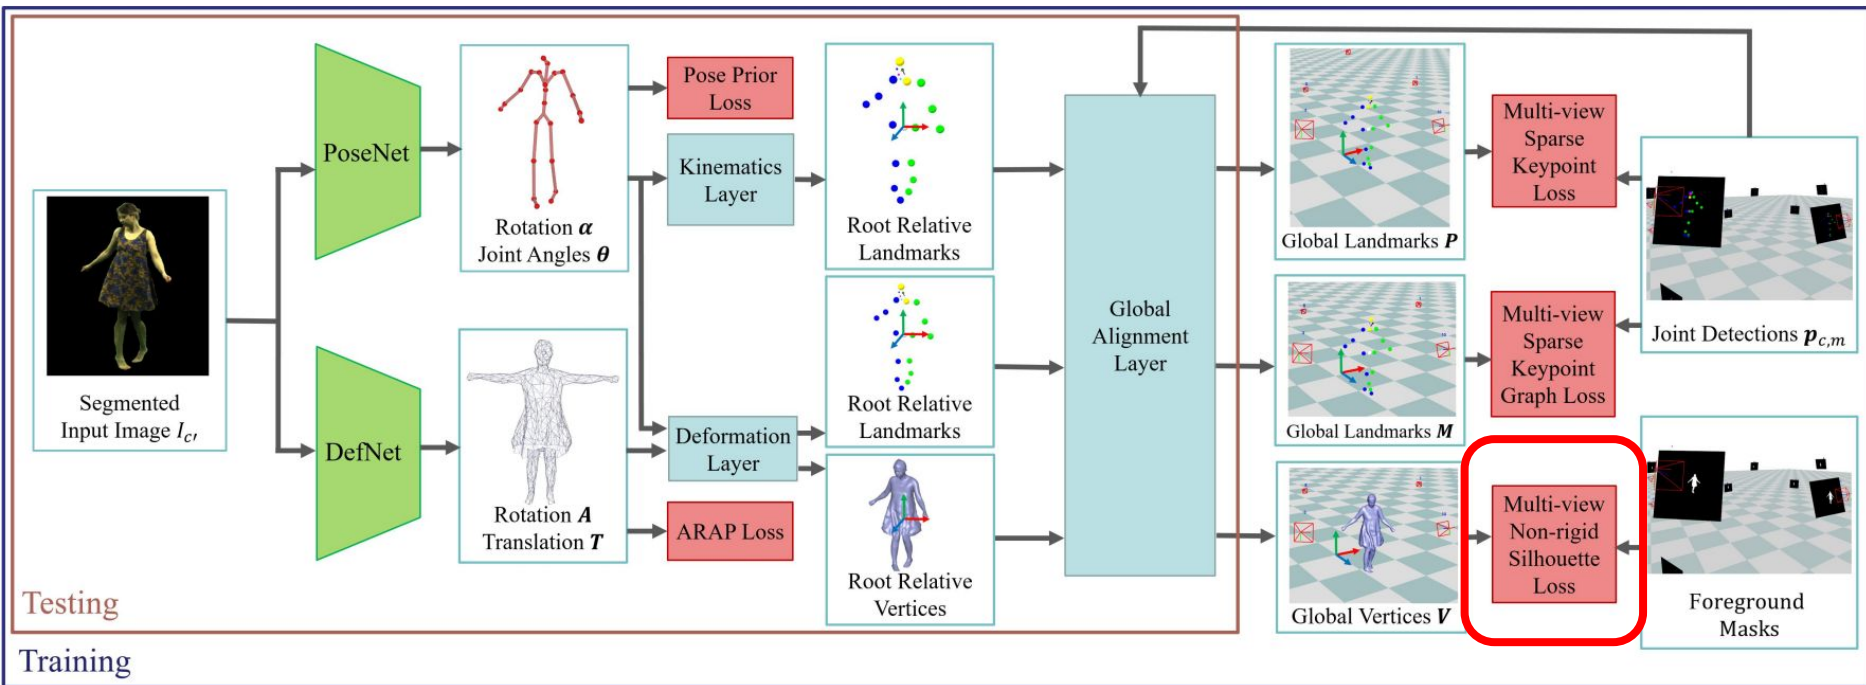 Segmented
Input Image I_c′
PoseNet
DefNet
Rotation α
Joint Angles θ
Rotation A
Translation T
Pose Prior
Loss
Kinematics
Layer
Deformation
Layer
ARAP Loss
Root Relative
Landmarks
Root Relative
Landmarks
Root Relative
Vertices
Global
Alignment
Layer
Global Landmarks P
Global Landmarks M
Global Vertices V
Multi-view
Sparse
Keypoint
Loss
Multi-view
Sparse
Keypoint
Graph Loss
Multi-view
Non-rigid
Silhouette
Loss
Joint Detections p_c,m
Foreground
Masks
Testing
Training